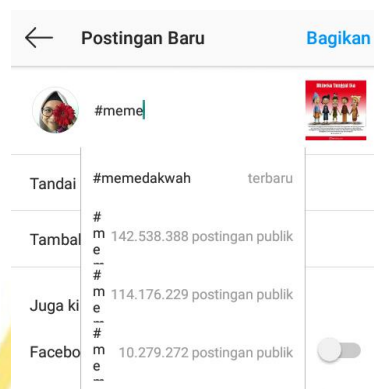 Postingan Baru Bagikan
#meme
#memedakwah terbaru
Tandai
#
m
e
142.538.388 postingan publik
Tambal
#
m
e
114.176.229 postingan publik
Juga ki
#
m
e
10.279.272 postingan publik
Facebo